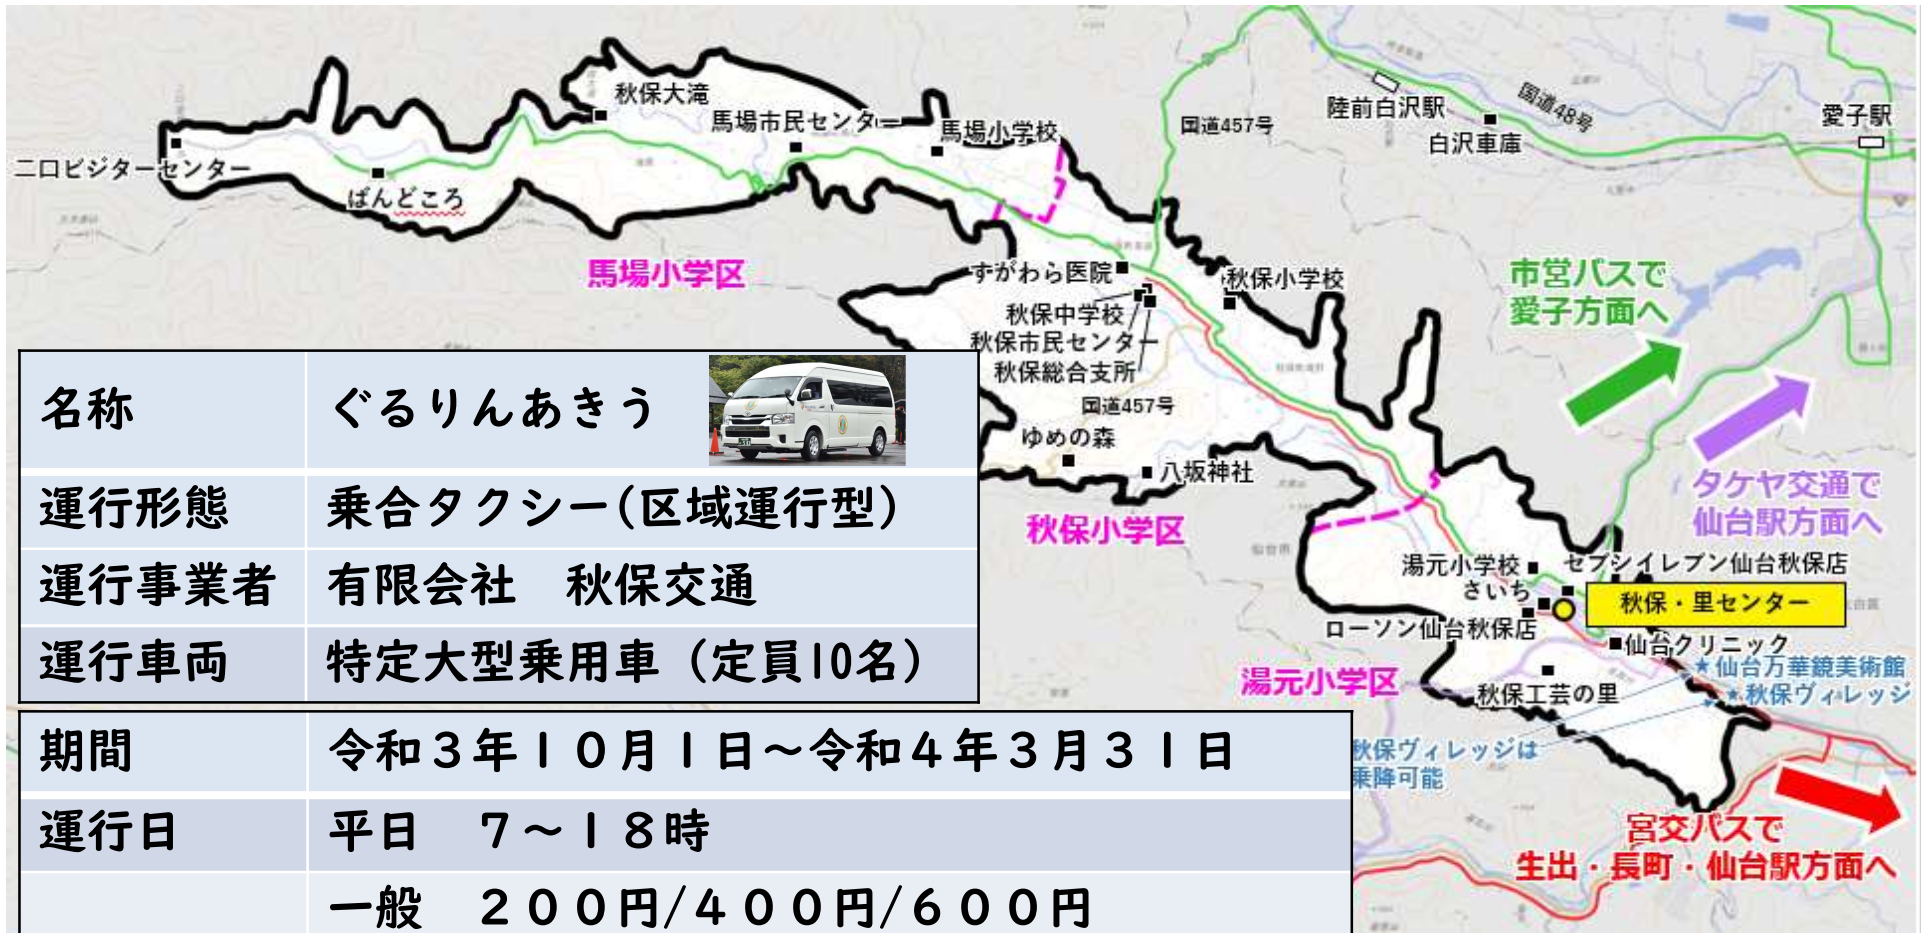 秋保大滝
馬場市民センター
馬場小学校
国道457号
陸前白沢駅
国道48号
白沢車庫
愛子駅
二口ビジターセンター
ばんどころ
馬場小学区
すがわら医院
秋保小学校
秋保中学校
秋保市民センター
秋保総合支所
国道457号
ゆめの森
八坂神社
秋保小学区
市営バスで
愛子方面へ
タケヤ交通で
仙台駅方面へ
湯元小学校
セブンイレブン仙台秋保店
さいち
秋保・里センター
ローソン仙台秋保店
仙台クリニック
湯元小学区
★仙台万華鏡美術館
★秋保ヴィレッジ
秋保工芸の里
秋保ヴィレッジは
乗降可能
宮交バスで
生出・長町・仙台駅方面へ
名称 ぐるりんあきう
運行形態 乗合タクシー(区域運行型)
運行事業者 有限会社　秋保交通
運行車両 特定大型乗用車（定員10名）
期間 令和３年１０月１日～令和４年３月３１日
運行日 平日　７～１８時
一般　２００円/４００円/６００円